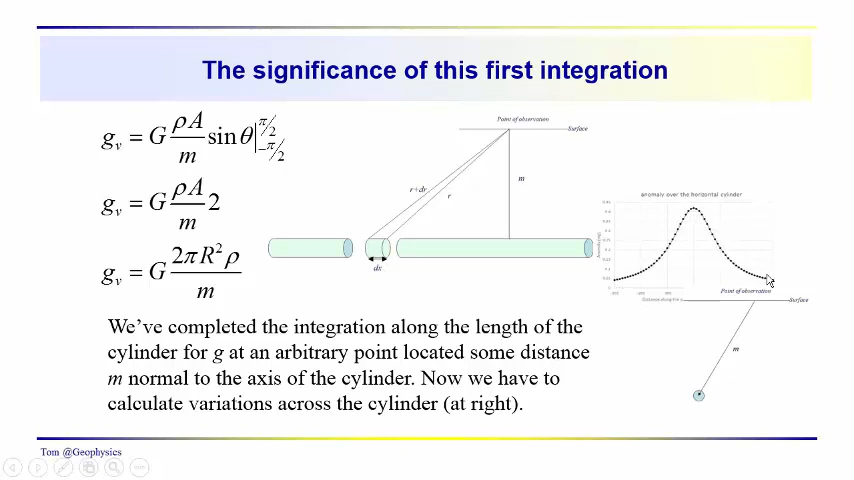 The significance of this first integration
g_v = G ρA/m sin θ |_{-π/2}^{π/2}
g_v = G ρA/m 2
g_v = G 2πR²ρ/m
Point of observation
Surface
r+dr
r
m
dx
anomaly over the horizontal cylinder
Point of observation
Surface
m
We've completed the integration along the length of the
cylinder for g at an arbitrary point located some distance
m normal to the axis of the cylinder. Now we have to
calculate variations across the cylinder (at right).
Tom @Geophysics